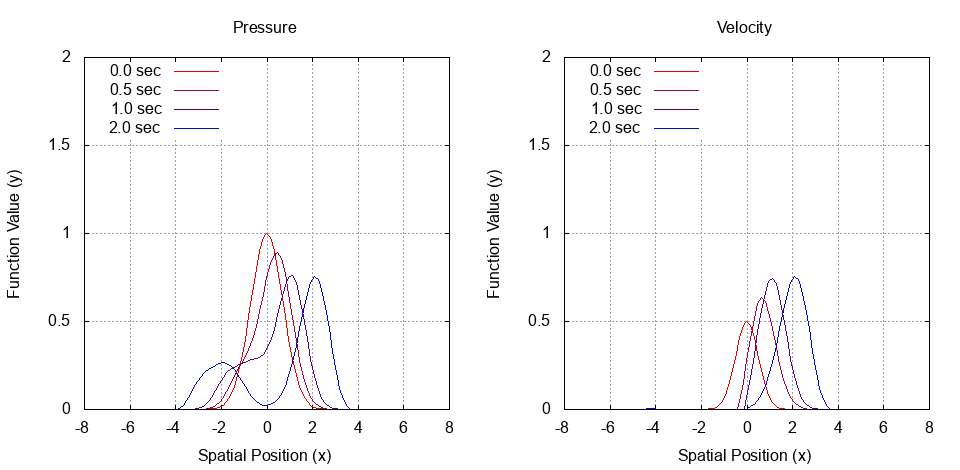 Pressure
2
1.5
1
0.5
0
Function Value (y)
0.0 sec
0.5 sec
1.0 sec
2.0 sec
-8 -6 -4 -2 0 2 4 6 8
Spatial Position (x)
Velocity
2
1.5
1
0.5
0
Function Value (y)
0.0 sec
0.5 sec
1.0 sec
2.0 sec
-8 -6 -4 -2 0 2 4 6 8
Spatial Position (x)